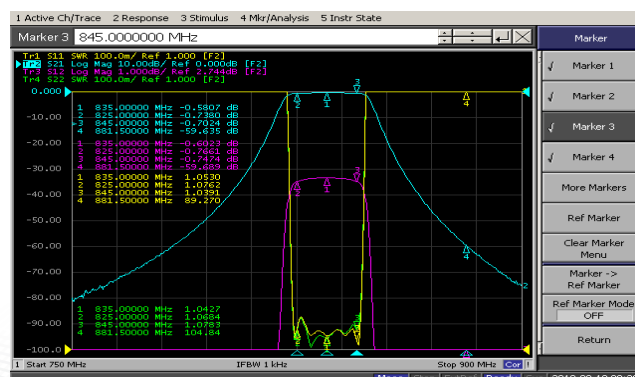 1 Active Ch/Trace 2 Response 3 Stimulus 4 Mkr/Analysis 5 Instr State
Marker 3 845.0000000 MHz
Marker
Tr1 S11 SWR 100.0m/ Ref 1.000 [F2]
Tr2 S21 Log Mag 10.00dB/ Ref 0.000dB [F2]
Tr3 S12 Log Mag 1.000dB/ Ref 2.744dB [F2]
Tr4 S22 SWR 100.0m/ Ref 1.000 [F2]
0.000
-10.00
-20.00
-30.00
-40.00
-50.00
-60.00
-70.00
-80.00
-90.00
-100.0
1 835.00000 MHz -0.5807 dB
2 825.00000 MHz -0.7380 dB
>3 845.00000 MHz -0.7024 dB
4 881.50000 MHz -59.635 dB
1 835.00000 MHz -0.6023 dB
2 825.00000 MHz -0.7661 dB
3 845.00000 MHz -0.7474 dB
4 881.50000 MHz -59.689 dB
1 835.00000 MHz 1.0530
2 825.00000 MHz 1.0762
3 845.00000 MHz 1.0391
4 881.50000 MHz 89.270
1 835.00000 MHz 1.0427
2 825.00000 MHz 1.0684
3 845.00000 MHz 1.0783
4 881.50000 MHz 104.84
1 Start 750 MHz IFBW 1 kHz Stop 900 MHz Cor !
Marker 1
Marker 2
Marker 3
Marker 4
More Markers
Ref Marker
Clear Marker
Menu
Marker ->
Ref Marker
Ref Marker Mode
OFF
Return